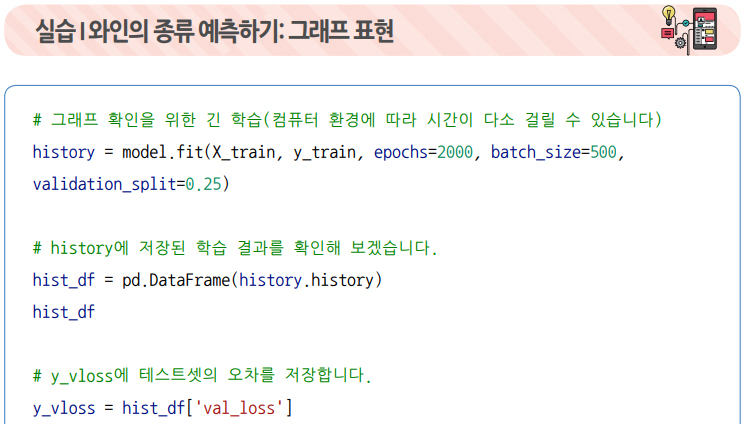 실습 I 와인의 종류 예측하기: 그래프 표현
# 그래프 확인을 위한 긴 학습(컴퓨터 환경에 따라 시간이 다소 걸릴 수 있습니다)
history = model.fit(X_train, y_train, epochs=2000, batch_size=500,
validation_split=0.25)
# history에 저장된 학습 결과를 확인해 보겠습니다.
hist_df = pd.DataFrame(history.history)
hist_df
# y_vloss에 테스트셋의 오차를 저장합니다.
y_vloss = hist_df['val_loss']